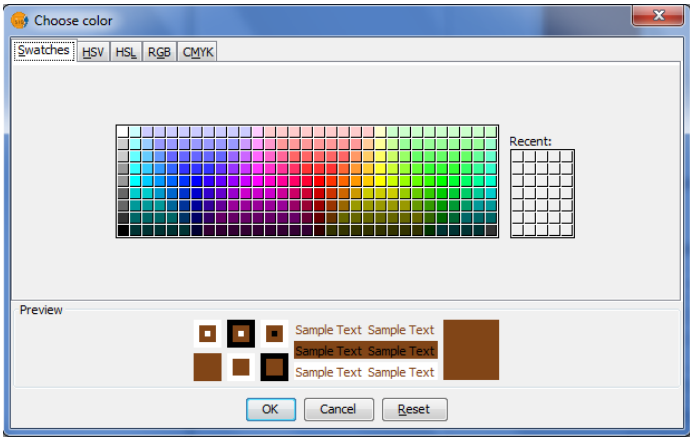 Choose color
Swatches HSV HSL RGB CMYK
Recent:
Preview
Sample Text Sample Text
Sample Text Sample Text
Sample Text Sample Text
OK Cancel Reset